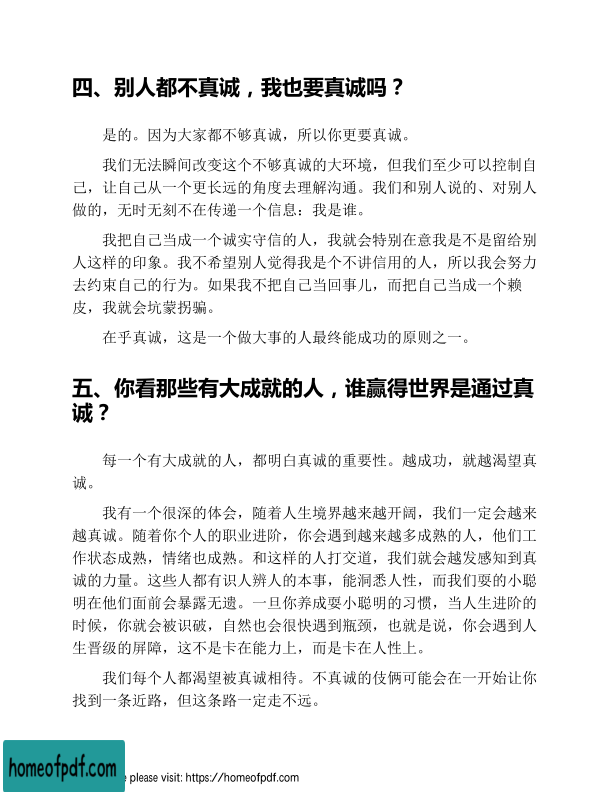 四、别人都不真诚，我也要真诚吗？
是的。因为大家都不够真诚，所以你更要真诚。
我们无法瞬间改变这个不够真诚的大环境，但我们至少可以控制自
己，让自己从一个更长远的角度去理解沟通。我们和别人说的、对别人
做的，无时无刻不在传递一个信息：我是谁。
我把自己当成一个诚实守信的人，我就会特别在意我是不是留给别
人这样的印象。我不希望别人觉得我是个不讲信用的人，所以我会努力
去约束自己的行为。如果我不把自己当回事儿，而把自己当成一个赖
皮，我就会坑蒙拐骗。
在乎真诚，这是一个做大事的人最终能成功的原则之一。
五、你看那些有大成就的人，谁赢得世界是通过真
诚？
每一个有大成就的人，都明白真诚的重要性。越成功，就越渴望真
诚。
我有一个很深的体会，随着人生境界越来越开阔，我们一定会越来
越真诚。随着你个人的职业进阶，你会遇到越来越多成熟的人，他们工
作状态成熟，情绪也成熟。和这样的人打交道，我们就会越发感知到真
诚的力量。这些人都有识人辨人的本事，能洞悉人性，而我们耍的小聪
明在他们面前会暴露无遗。一旦你养成耍小聪明的习惯，当人生进阶的
时候，你就会被识破，自然也会很快遇到瓶颈，也就是说，你会遇到人
生晋级的屏障，这不是卡在能力上，而是卡在人性上。
我们每个人都渴望被真诚相待。不真诚的伎俩可能会在一开始让你
找到一条近路，但这条路一定走不远。
homeofpdf.com
e please visit: https://homeofpdf.com